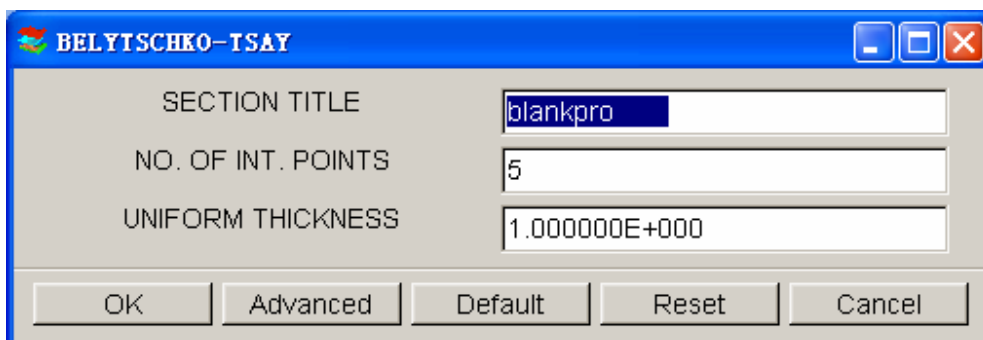 BELYTSCHKO-TSAY
SECTION TITLE blankpro
NO. OF INT. POINTS 5
UNIFORM THICKNESS 1.000000E+000
OK Advanced Default Reset Cancel